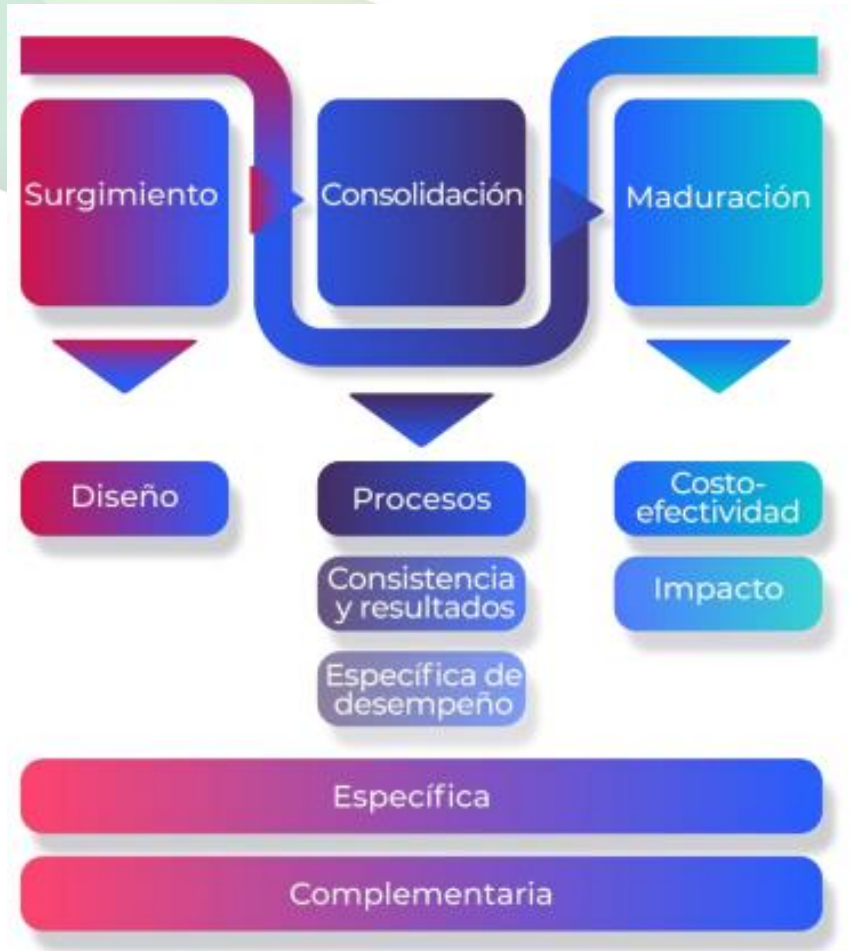 Surgimiento
Consolidación
Maduración
Diseño
Procesos
Costo-
efectividad
Consistencia
y resultados
Impacto
Específica de
desempeño
Específica
Complementaria